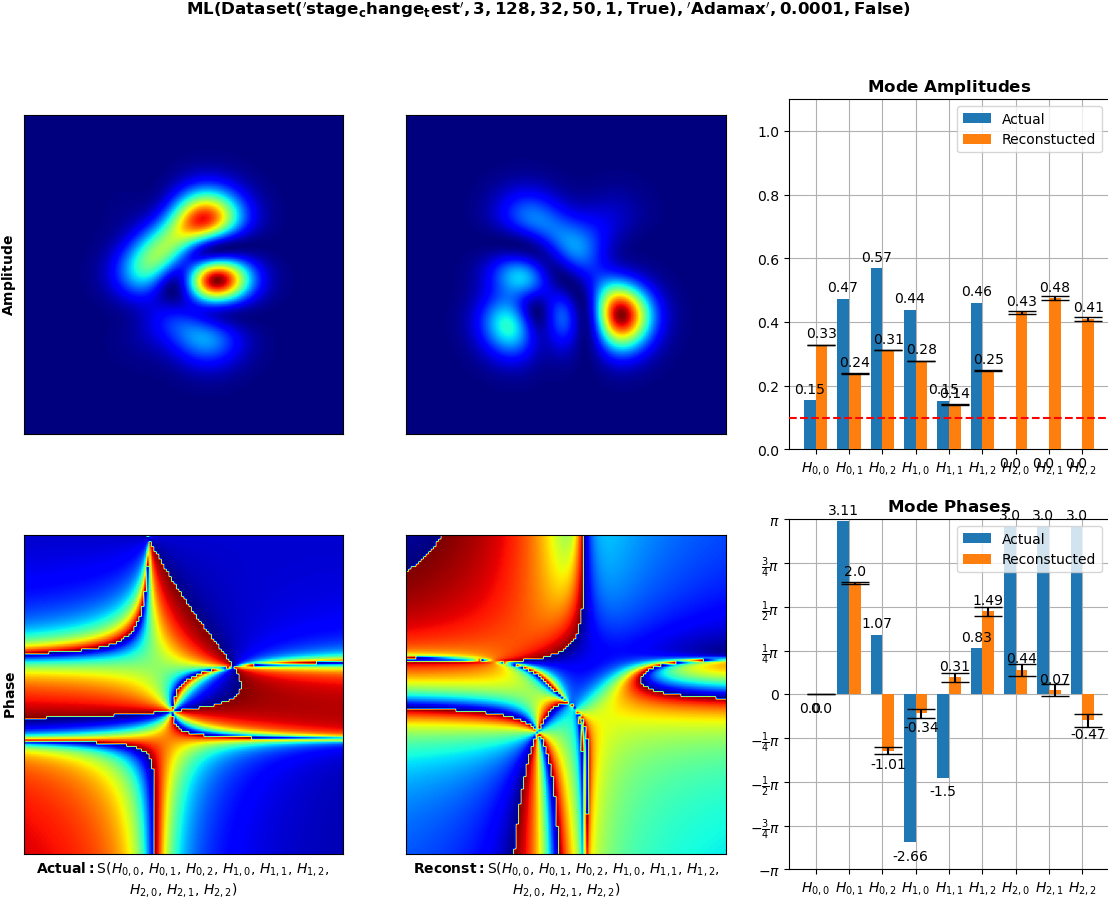 ML(Dataset('stage_change_test', 3, 128, 32, 50, 1, True), 'Adamax', 0.0001, False)
Amplitude
Mode Amplitudes
Actual
Reconstucted
1.0
0.8
0.6
0.4
0.2
0.0
0.15
0.33
0.47
0.24
0.57
0.31
0.44
0.28
0.15
0.14
0.46
0.25
0.0
0.43
0.0
0.48
0.0
0.41
H0,0 H0,1 H0,2 H1,0 H1,1 H1,2 H2,0 H2,1 H2,2
Phase
Actual: S(H0,0, H0,1, H0,2, H1,0, H1,1, H1,2,
H2,0, H2,1, H2,2)
Reconst: S(H0,0, H0,1, H0,2, H1,0, H1,1, H1,2,
H2,0, H2,1, H2,2)
Mode Phases
Actual
Reconstucted
π
3/4π
1/2π
1/4π
0
−1/4π
−1/2π
−3/4π
−π
0.0
0.0
3.11
2.0
1.07
-1.01
-2.66
-0.34
-1.5
0.31
0.83
1.49
3.0
0.44
3.0
0.07
3.0
-0.47
H0,0 H0,1 H0,2 H1,0 H1,1 H1,2 H2,0 H2,1 H2,2